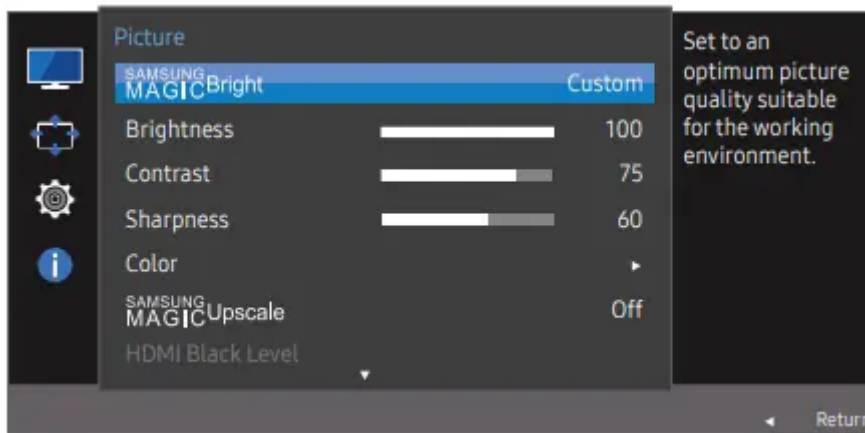 Picture
SAMSUNG MAGIC Bright Custom
Brightness 100
Contrast 75
Sharpness 60
Color ▸
SAMSUNG MAGIC Upscale Off
HDMI Black Level
▼
Set to an
optimum picture
quality suitable
for the working
environment.
◂ Return